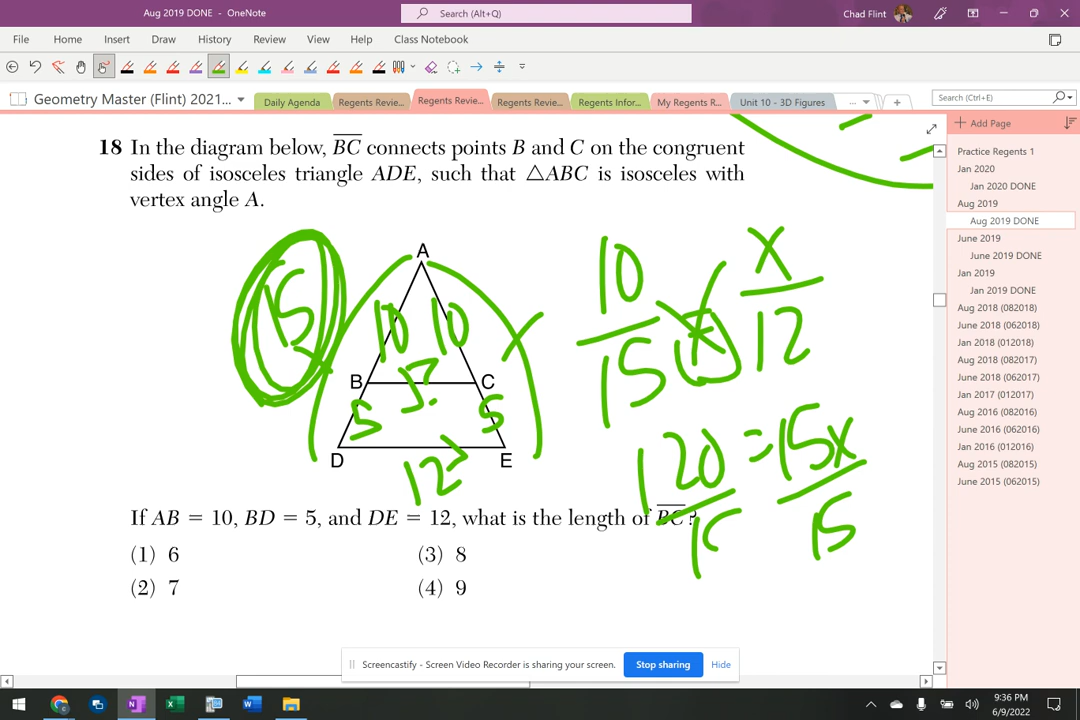 Aug 2019 DONE - OneNote
Search (Alt+Q)
Chad Flint
File Home Insert Draw View History Review View Help Class Notebook
Geometry Master (Flint) 2021...
Daily Agenda
Regents Revie...
Regents Revie...
Regents Revie...
Regents Infor...
My Regents R...
Unit 10 - 3D Figures
...
Search (Ctrl+E)
18 In the diagram below, BC connects points B and C on the congruent
sides of isosceles triangle ADE, such that △ABC is isosceles with
vertex angle A.
A
B
C
D
E
15
10 10
5 5
12
10/15 x/12
120 = 15x
15
If AB = 10, BD = 5, and DE = 12, what is the length of BC?
(1) 6
(2) 7
(3) 8
(4) 9
Add Page
Practice Regents 1
Jan 2020
Jan 2020 DONE
Aug 2019
Aug 2019 DONE
June 2019
June 2019 DONE
Jan 2019
Jan 2019 DONE
Aug 2018 (082018)
June 2018 (062018)
Jan 2018 (012018)
Aug 2018 (082017)
June 2018 (062017)
Jan 2017 (012017)
Aug 2016 (082016)
June 2016 (062016)
Jan 2016 (012016)
Aug 2015 (082015)
June 2015 (062015)
Screencastify - Screen Video Recorder is sharing your screen.
Stop sharing
Hide
9:36 PM
6/9/2022